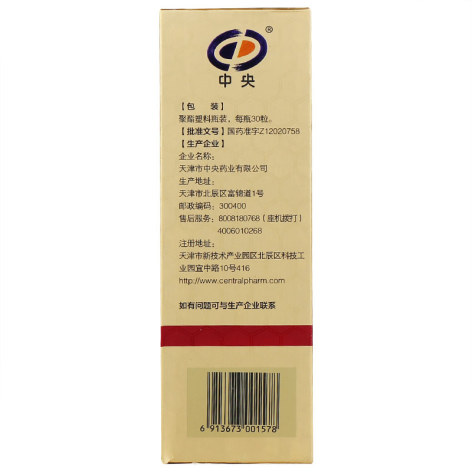 ®
中央
【包 装】
聚酯塑料瓶装，每瓶30粒。
【批准文号】国药准字Z12020758
【生产企业】
企业名称：
天津市中央药业有限公司
生产地址：
天津市北辰区富锦道1号
邮政编码：300400
售后服务：8008180768（座机拨打）
4006010268
注册地址：
天津市新技术产业园区北辰区科技工
业园宜中路10号416
http://www.centralpharm.com
如有问题可与生产企业联系
6 913673 001578